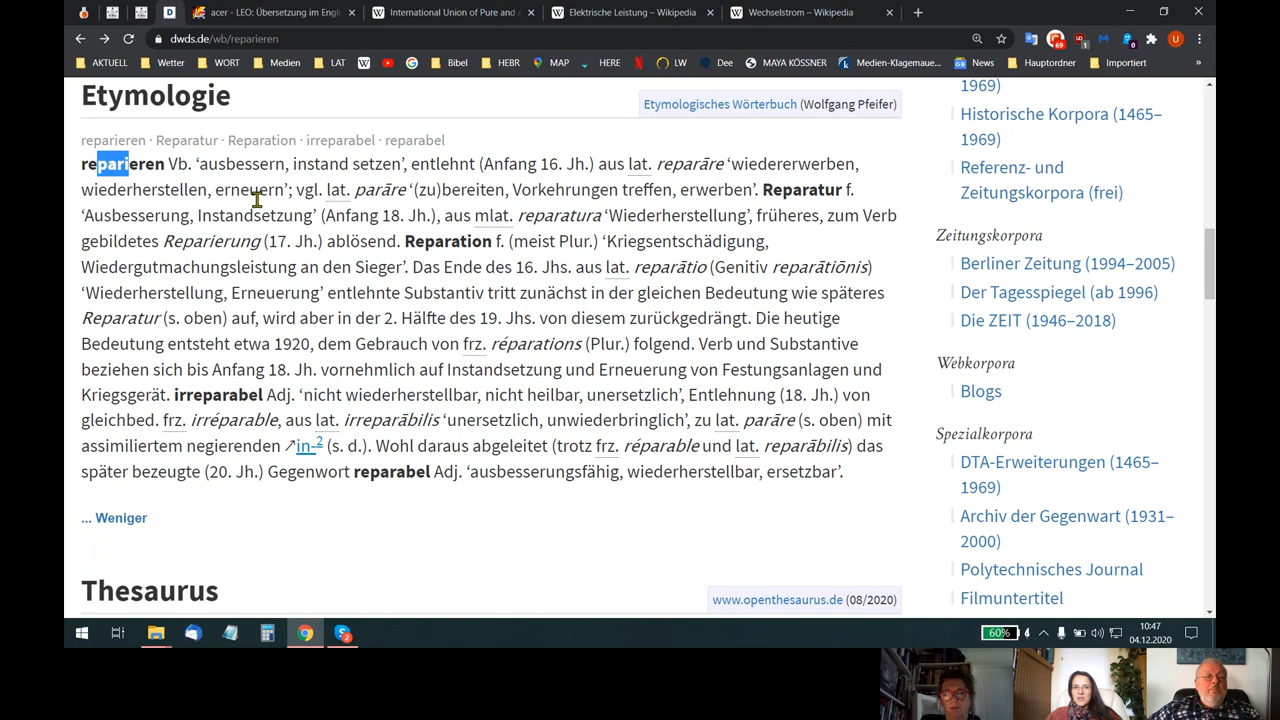 acer - LEO: Übersetzung im Engl
International Union of Pure and A
Elektrische Leistung – Wikipedia
Wechselstrom – Wikipedia
dwds.de/wb/reparieren
AKTUELL
Wetter
WORT
Medien
LAT
Bibel
HEBR
MAP
HERE
LW
Dee
MAYA KÖSSNER
Medien-Klagemaue...
News
Hauptordner
Importiert
»
Etymologie
Etymologisches Wörterbuch (Wolfgang Pfeifer)
reparieren · Reparatur · Reparation · irreparabel · reparabel
reparieren Vb. ‘ausbessern, instand setzen’, entlehnt (Anfang 16. Jh.) aus lat. reparāre ‘wiedererwerben,
wiederherstellen, erneuern’; vgl. lat. parāre ‘(zu)bereiten, Vorkehrungen treffen, erwerben’. Reparatur f.
‘Ausbesserung, Instandsetzung’ (Anfang 18. Jh.), aus mlat. reparatura ‘Wiederherstellung’, früheres, zum Verb
gebildetes Reparierung (17. Jh.) ablösend. Reparation f. (meist Plur.) ‘Kriegsentschädigung,
Wiedergutmachungsleistung an den Sieger’. Das Ende des 16. Jhs. aus lat. reparātio (Genitiv reparātiōnis)
‘Wiederherstellung, Erneuerung’ entlehnte Substantiv tritt zunächst in der gleichen Bedeutung wie späteres
Reparatur (s. oben) auf, wird aber in der 2. Hälfte des 19. Jhs. von diesem zurückgedrängt. Die heutige
Bedeutung entsteht etwa 1920, dem Gebrauch von frz. réparations (Plur.) folgend. Verb und Substantive
beziehen sich bis Anfang 18. Jh. vornehmlich auf Instandsetzung und Erneuerung von Festungsanlagen und
Kriegsgerät. irreparabel Adj. ‘nicht wiederherstellbar, nicht heilbar, unersetzlich’, Entlehnung (18. Jh.) von
gleichbed. frz. irréparable, aus lat. irreparābilis ‘unersetzlich, unwiederbringlich’, zu lat. parāre (s. oben) mit
assimiliertem negierenden ↗in-2 (s. d.). Wohl daraus abgeleitet (trotz frz. réparable und lat. reparābilis) das
später bezeugte (20. Jh.) Gegenwort reparabel Adj. ‘ausbesserungsfähig, wiederherstellbar, ersetzbar’.
... Weniger
Thesaurus
www.openthesaurus.de (08/2020)
1969)
Historische Korpora (1465–
1969)
Referenz- und
Zeitungskorpora (frei)
Zeitungskorpora
Berliner Zeitung (1994–2005)
Der Tagesspiegel (ab 1996)
Die ZEIT (1946–2018)
Webkorpora
Blogs
Spezialkorpora
DTA-Erweiterungen (1465–
1969)
Archiv der Gegenwart (1931–
2000)
Polytechnisches Journal
Filmuntertitel
60%
10:47
04.12.2020